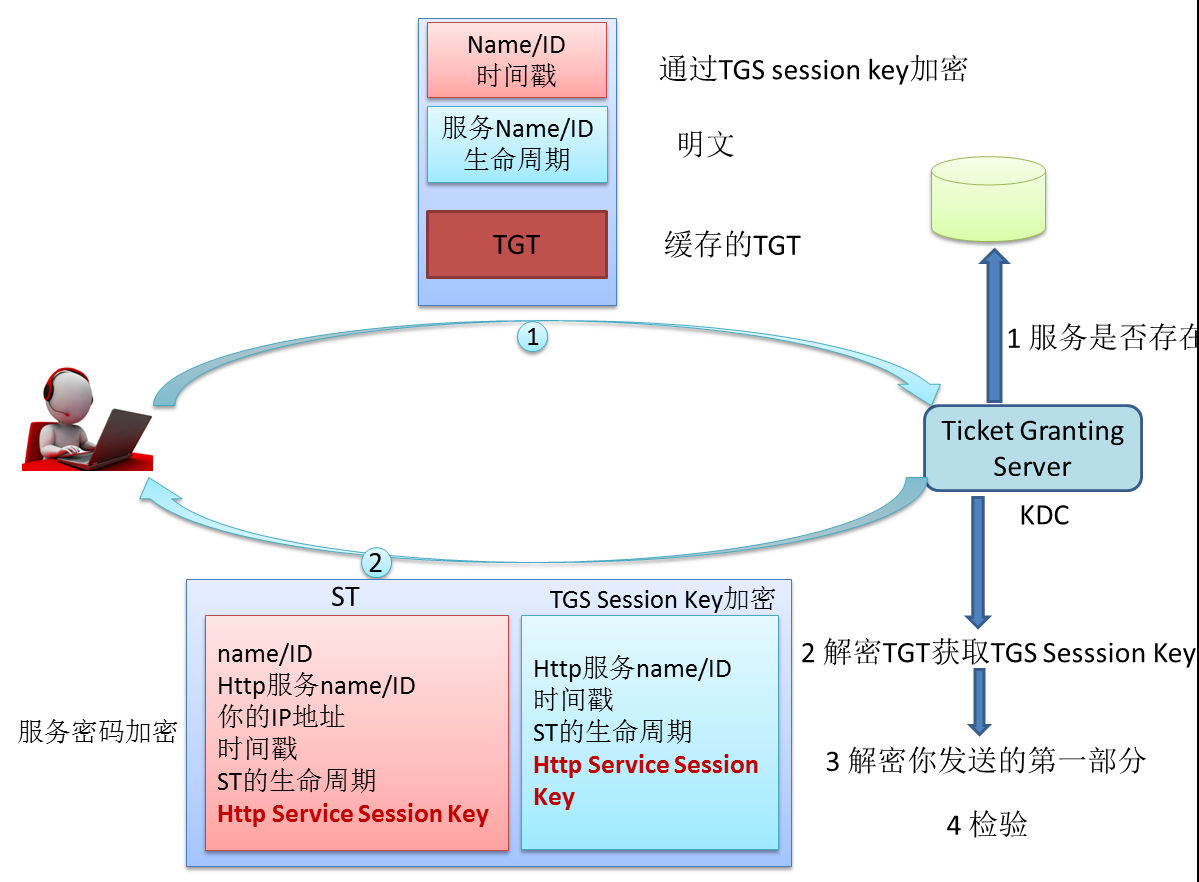 Name/ID
时间戳
通过TGS session key加密
服务Name/ID
生命周期
明文
TGT
缓存的TGT
1
1 服务是否存在
Ticket Granting
Server
KDC
2
ST
TGS Session Key加密
name/ID
Http服务name/ID
你的IP地址
时间戳
ST的生命周期
Http Service Session Key
Http服务name/ID
时间戳
ST的生命周期
Http Service Session
Key
服务密码加密
2 解密TGT获取TGS Sesssion Key
3 解密你发送的第一部分
4 检验